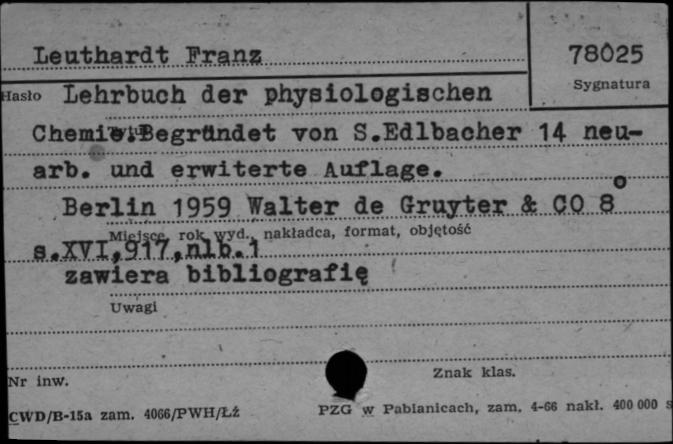 Leuthardt Franz
78025
Sygnatura
Hasło Lehrbuch der physiologischen
Chemie.Begründet von S.Edlbacher 14 neu-
arb. und erwiterte Auflage.
Berlin 1959 Walter de Gruyter & CO 8°
Miejsce, rok wyd., nakładca, format, objętość
s.XVI,917,nlb.1
zawiera bibliografię
Uwagi
Nr inw.
Znak klas.
CWD/B-15a zam. 4066/PWH/Łż
PZG w Pabianicach, zam. 4-66 nakł. 400 000 s